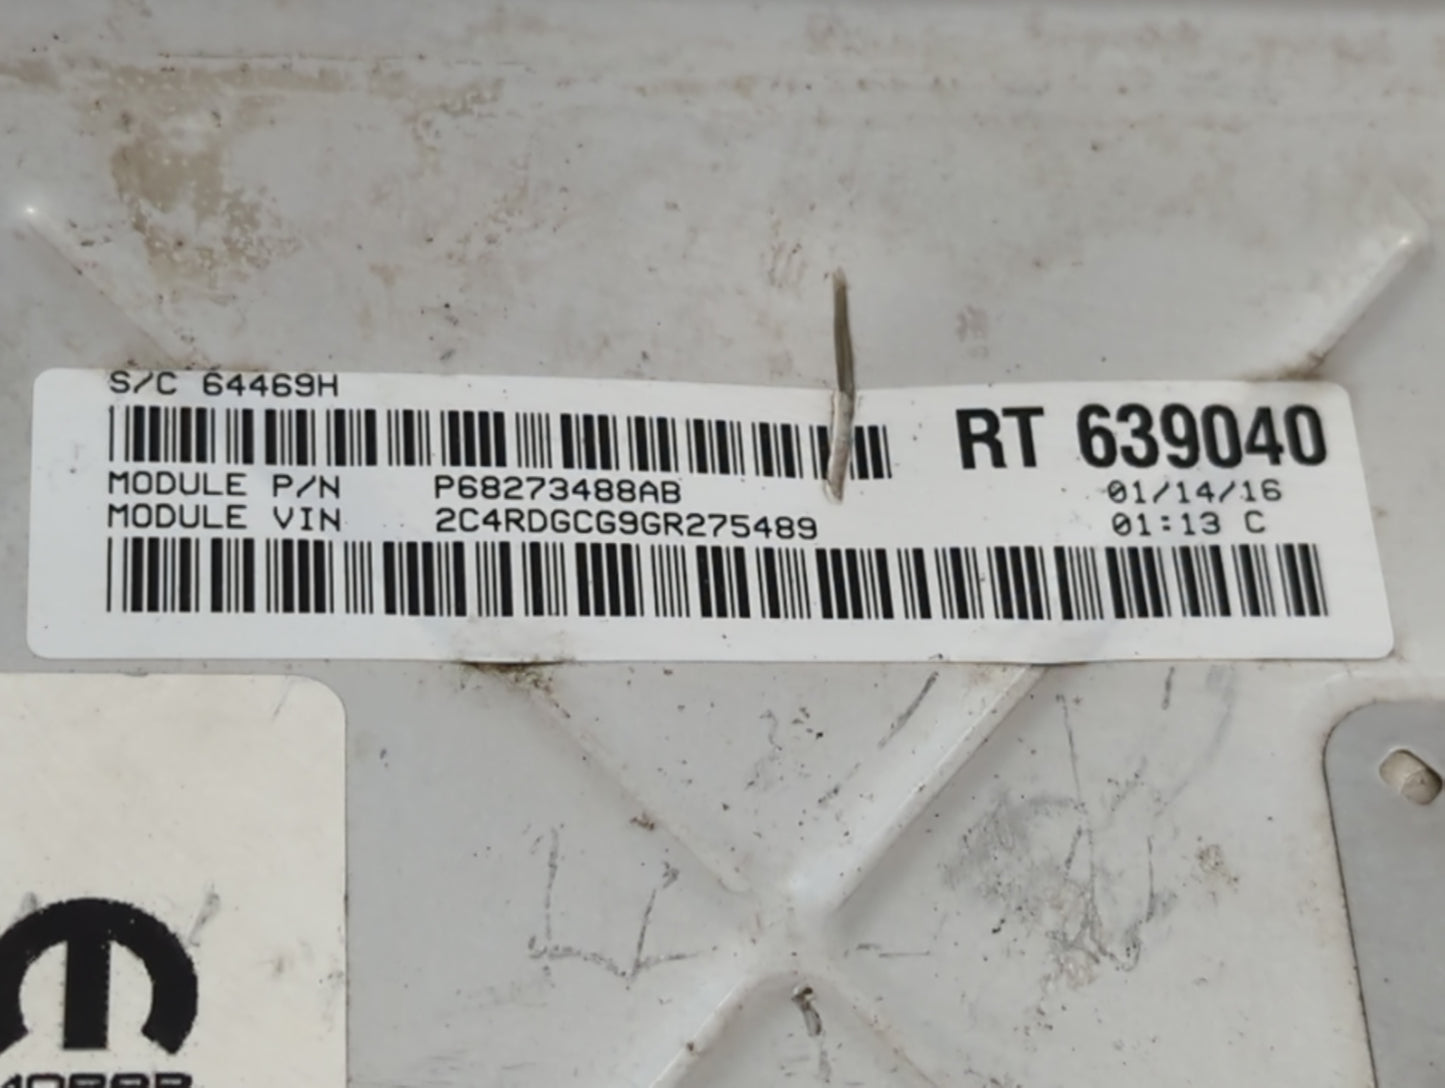 S/C 64469H
RT 639040
MODULE P/N P68273488AB
01/14/16
MODULE VIN 2C4RDGCG9GR275489
01:13 C